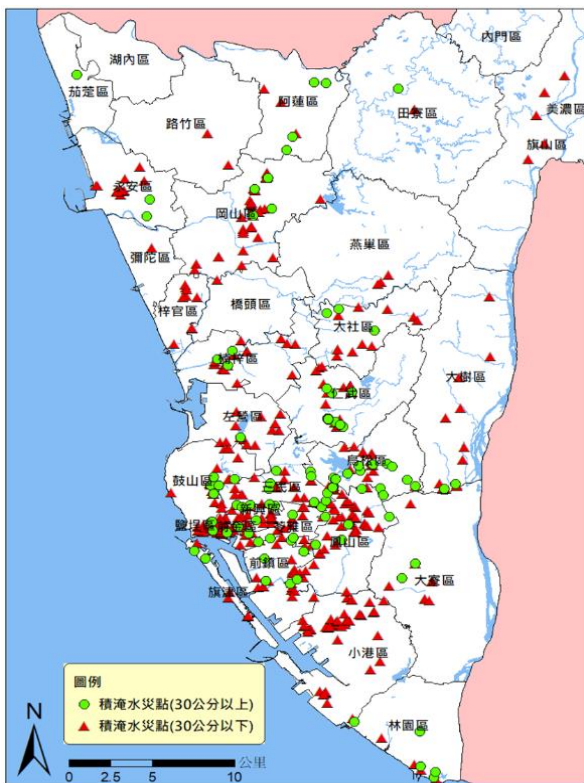 內門區
湖內區
茄萣區
阿蓮區
田寮區
美濃區
路竹區
旗山區
永安區
岡山區
燕巢區
彌陀區
橋頭區
梓官區
大社區
楠梓區
大樹區
仁武區
左營區
鳥松區
鼓山區
三民區
新興區
鹽埕區
苓雅區
鳳山區
前鎮區
大寮區
旗津區
小港區
林園區
圖例
積淹水災點(30公分以上)
積淹水災點(30公分以下)
N
公里
0 2.5 5 10